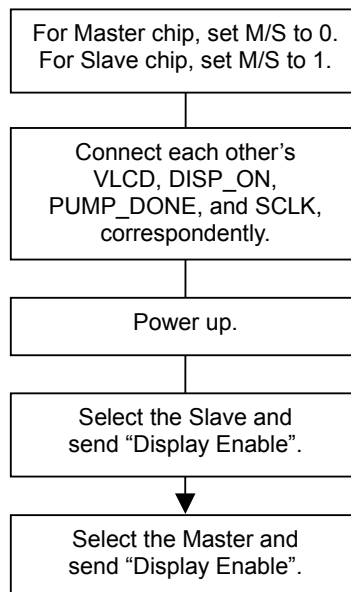 For Master chip, set M/S to 0.
For Slave chip, set M/S to 1.
Connect each other's
VLCD, DISP_ON,
PUMP_DONE, and SCLK,
correspondently.
Power up.
Select the Slave and
send “Display Enable”.
Select the Master and
send “Display Enable”.